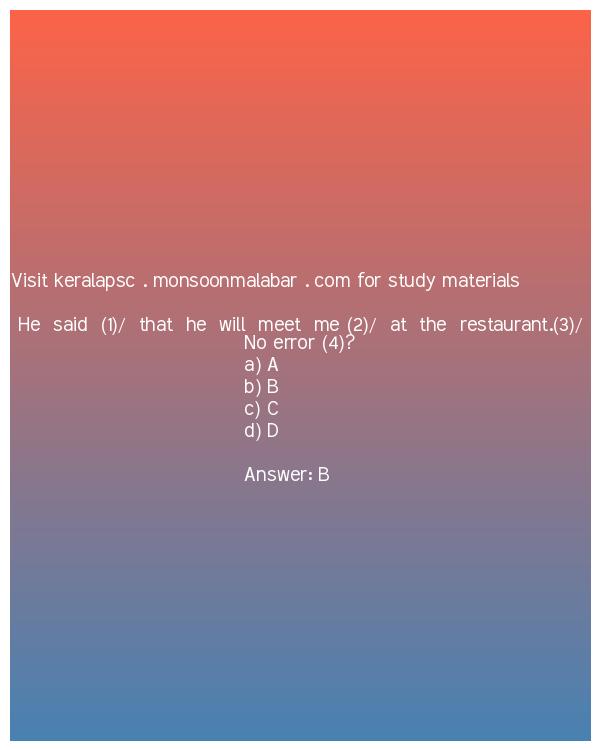 Visit keralapsc . monsoonmalabar . com for study materials
He said (1)/ that he will meet me (2)/ at the restaurant.(3)/
No error (4)?
a) A
b) B
c) C
d) D
Answer: B